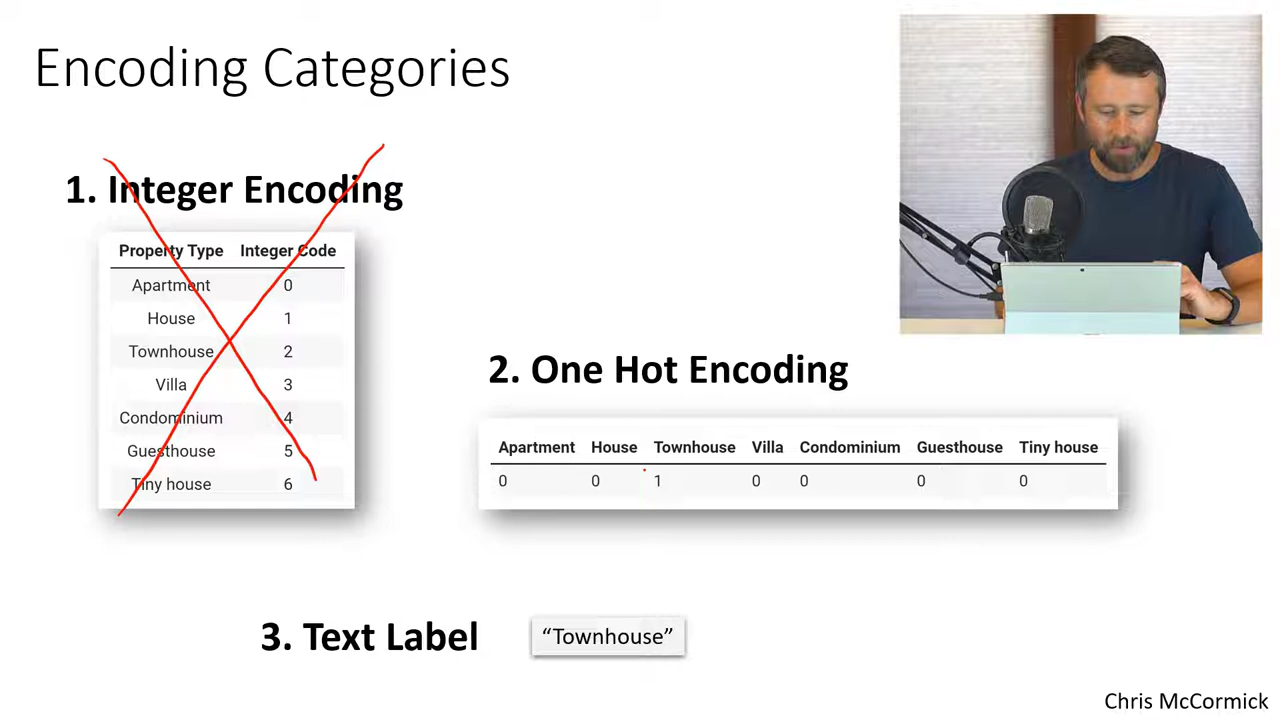 Encoding Categories
1. Integer Encoding
Property Type Integer Code
Apartment 0
House 1
Townhouse 2
Villa 3
Condominium 4
Guesthouse 5
Tiny house 6
2. One Hot Encoding
Apartment House Townhouse Villa Condominium Guesthouse Tiny house
0 0 1 0 0 0 0
3. Text Label
“Townhouse”
Chris McCormick